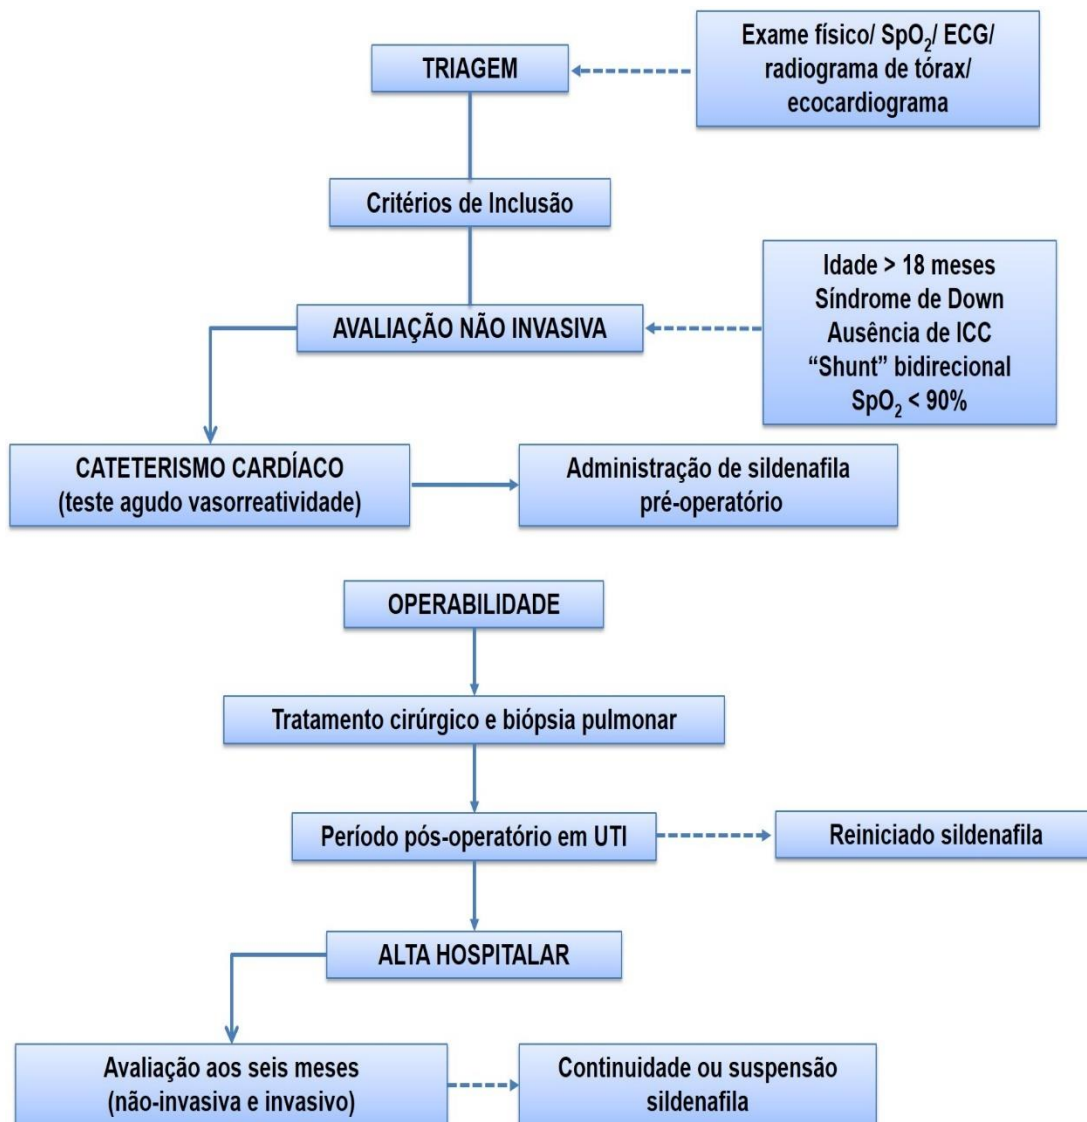 TRIAGEM
Exame físico/ SpO₂/ ECG/
radiograma de tórax/
ecocardiograma
Critérios de Inclusão
AVALIAÇÃO NÃO INVASIVA
Idade > 18 meses
Síndrome de Down
Ausência de ICC
“Shunt” bidirecional
SpO₂ < 90%
CATETERISMO CARDÍACO
(teste agudo vasorreatividade)
Administração de sildenafila
pré-operatório
OPERABILIDADE
Tratamento cirúrgico e biópsia pulmonar
Período pós-operatório em UTI
Reiniciado sildenafila
ALTA HOSPITALAR
Avaliação aos seis meses
(não-invasiva e invasivo)
Continuidade ou suspensão
sildenafila